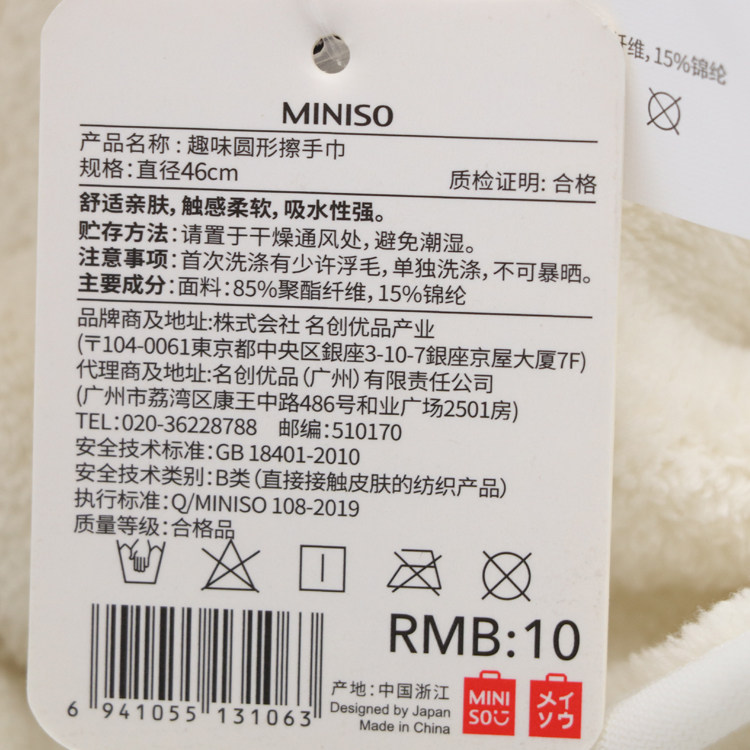 MINISO
产品名称：趣味圆形擦手巾
规格：直径46cm
质检证明：合格
舒适亲肤，触感柔软，吸水性强。
贮存方法：请置于干燥通风处，避免潮湿。
注意事项：首次洗涤有少许浮毛，单独洗涤，不可暴晒。
主要成分：面料：85%聚酯纤维，15%锦纶
品牌商及地址：株式会社 名创优品产业
(〒104-0061東京都中央区銀座3-10-7銀座京屋大厦7F)
代理商及地址：名创优品（广州）有限责任公司
(广州市荔湾区康王中路486号和业广场2501房)
TEL：020-36228788 邮编：510170
安全技术标准：GB 18401-2010
安全技术类别：B类（直接接触皮肤的纺织产品）
执行标准：Q/MINISO 108-2019
质量等级：合格品
RMB:10
6 941055 131063
产地：中国浙江
Designed by Japan
Made in China
MINI
SO
メイ
ソウ
纤维，15%锦纶